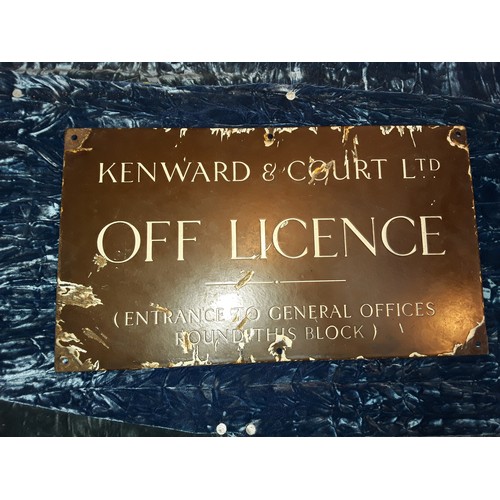 KENWARD & COURT LTD
OFF LICENCE
(ENTRANCE TO GENERAL OFFICES
ROUND THIS BLOCK)